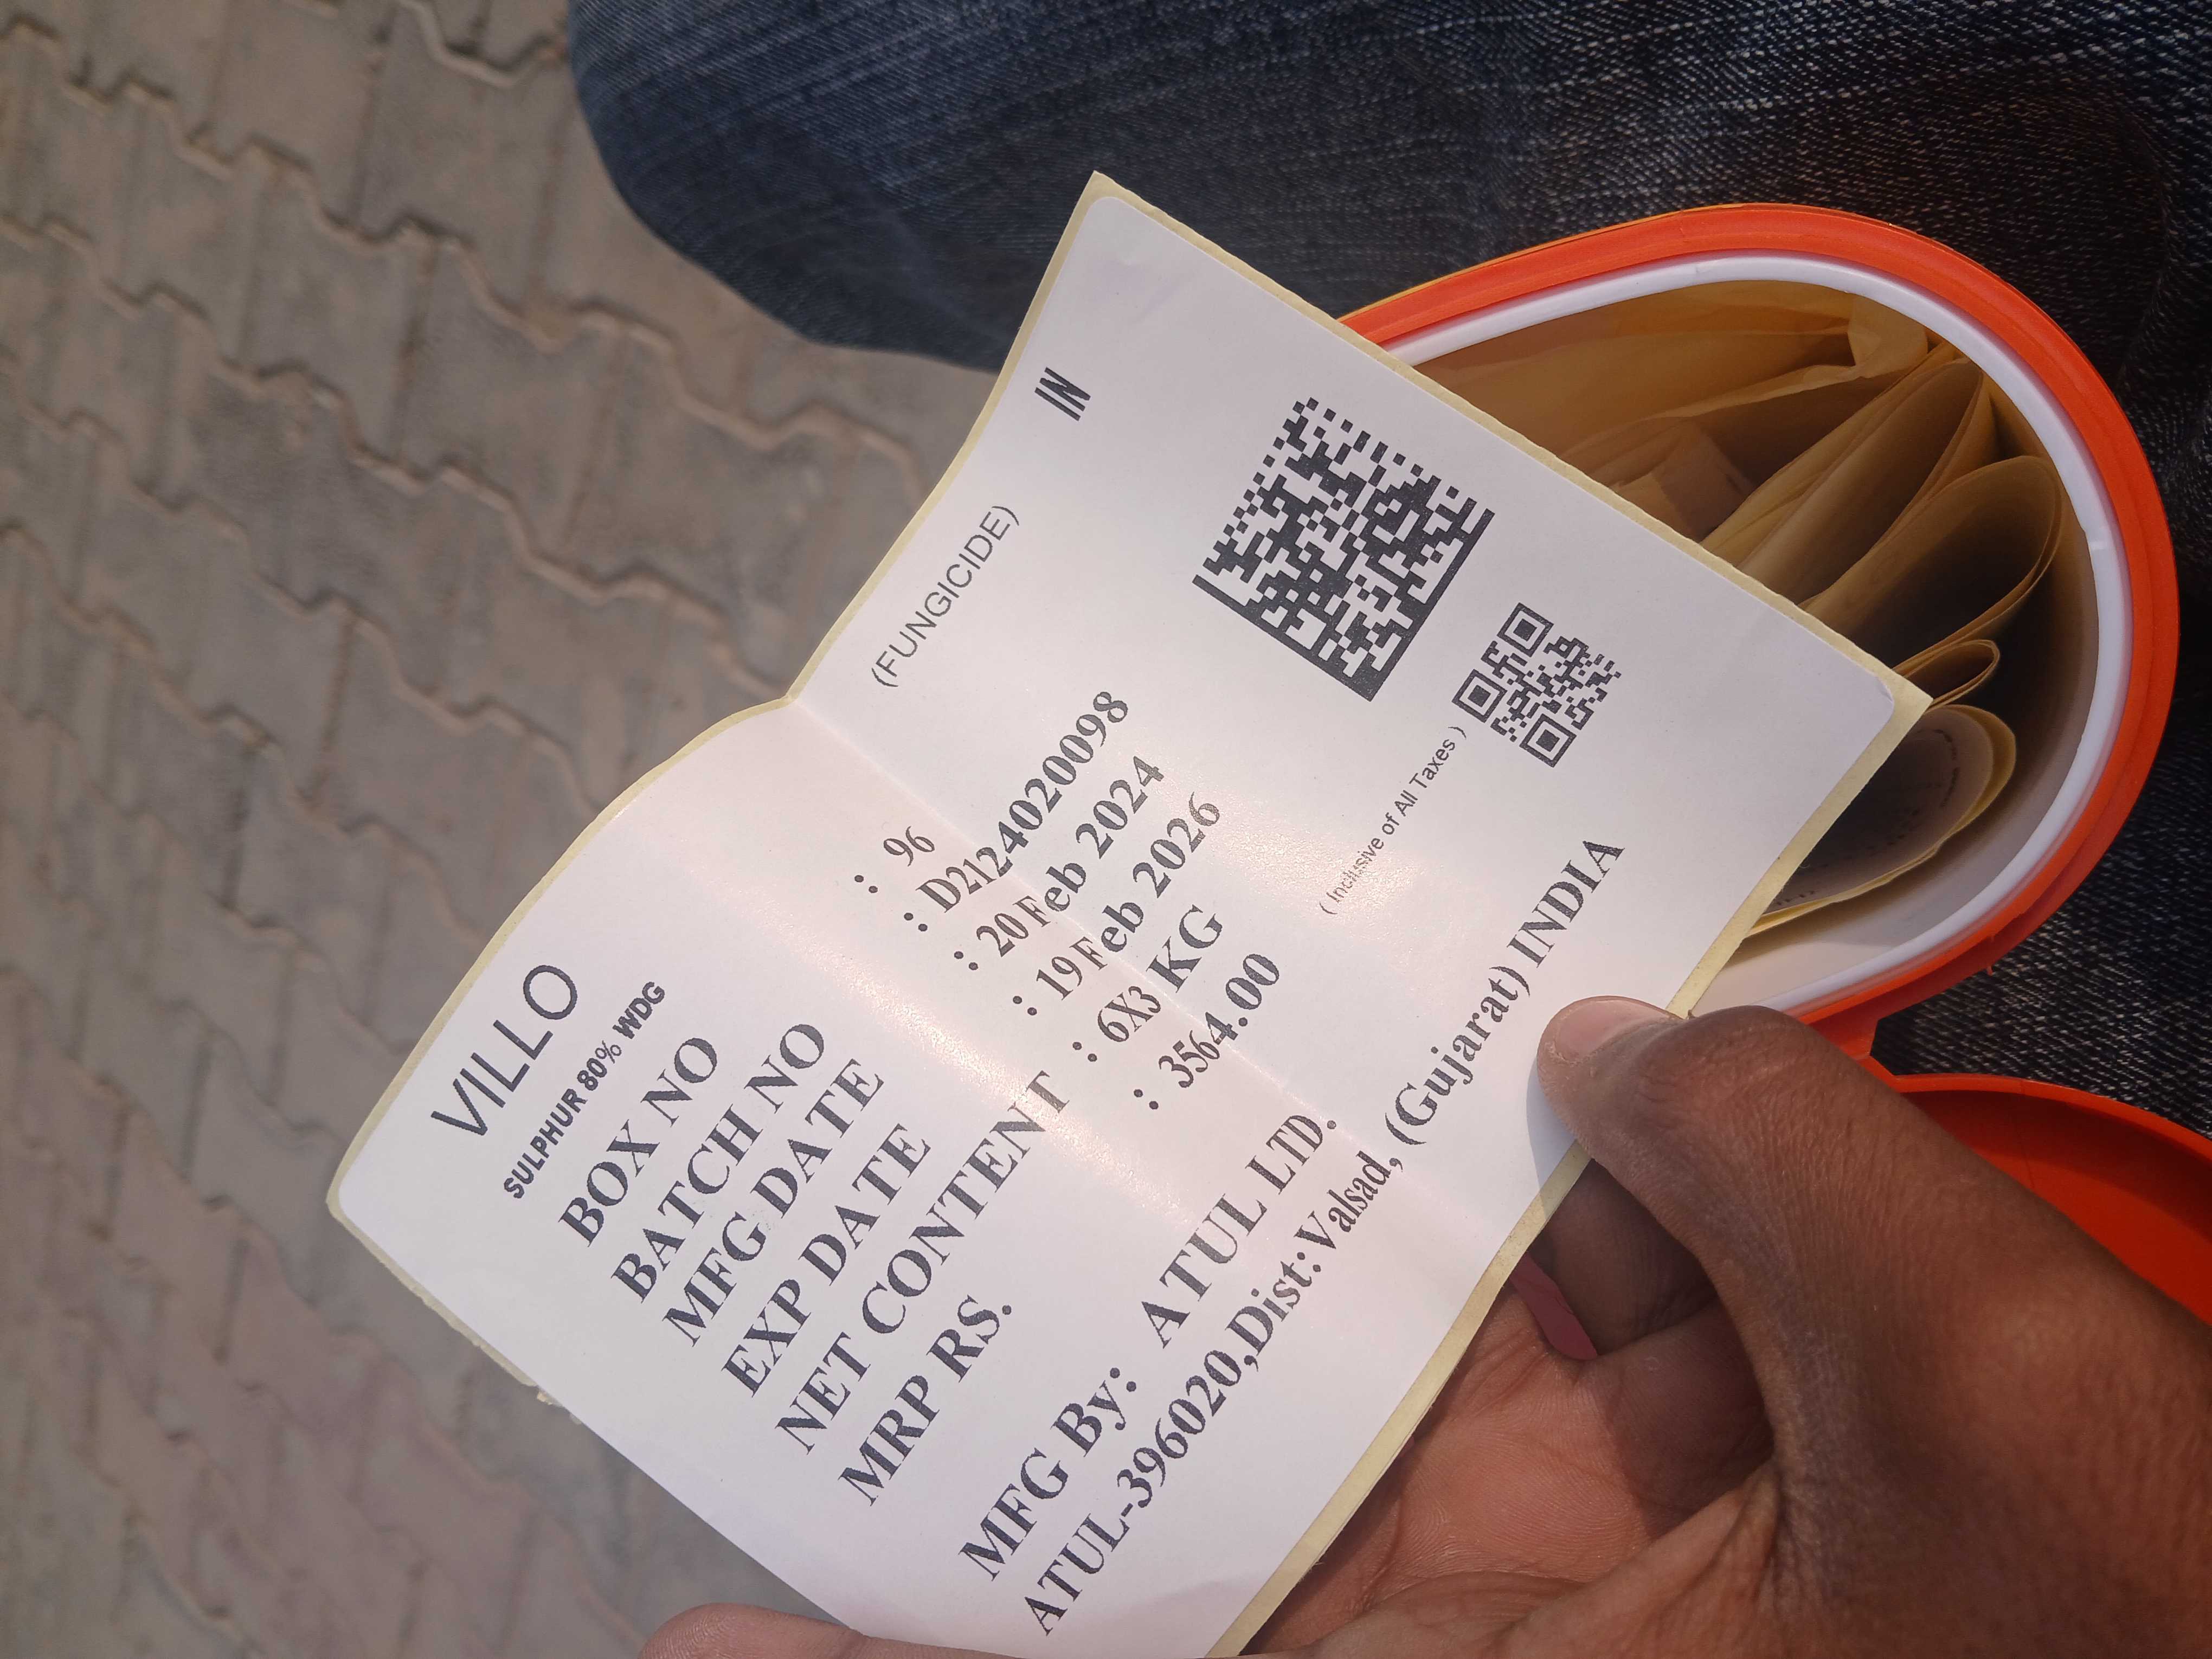 VILLO (FUNGICIDE) IN
SULPHUR 80% WDG
BOX NO : 96
BATCH NO : D2124020098
MFG DATE : 20 Feb 2024
EXP DATE : 19 Feb 2026
NET CONTENT : 6X3 KG
MRP RS. : 3564.00
( Inclusive of All Taxes )
MFG By: ATUL LTD.
ATUL-396020,Dist:Valsad, (Gujarat) INDIA